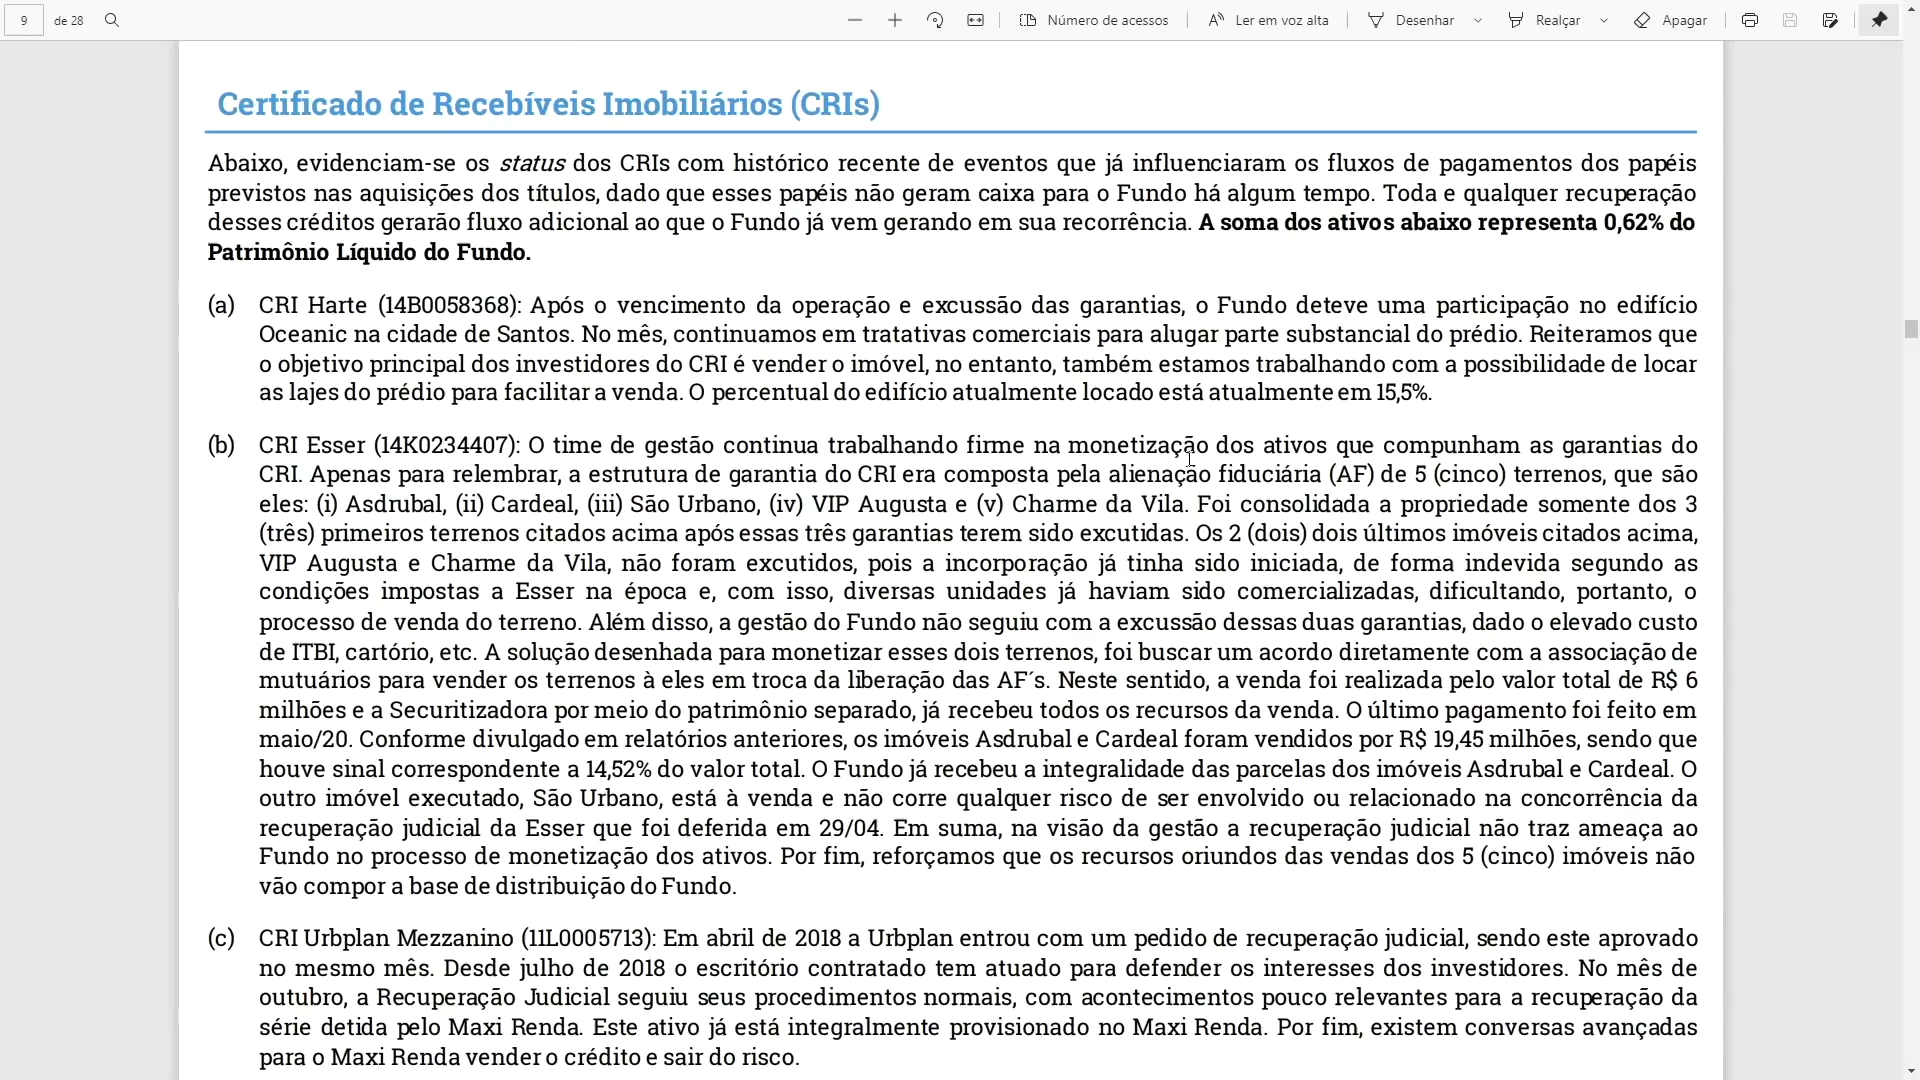 9 de 28 Número de acessos Ler em voz alta Desenhar Realçar Apagar
Certificado de Recebíveis Imobiliários (CRIs)
Abaixo, evidenciam-se os status dos CRIs com histórico recente de eventos que já influenciaram os fluxos de pagamentos dos papéis
previstos nas aquisições dos títulos, dado que esses papéis não geram caixa para o Fundo há algum tempo. Toda e qualquer recuperação
desses créditos gerarão fluxo adicional ao que o Fundo já vem gerando em sua recorrência. A soma dos ativos abaixo representa 0,62% do
Patrimônio Líquido do Fundo.
(a) CRI Harte (14B0058368): Após o vencimento da operação e excussão das garantias, o Fundo deteve uma participação no edifício
Oceanic na cidade de Santos. No mês, continuamos em tratativas comerciais para alugar parte substancial do prédio. Reiteramos que
o objetivo principal dos investidores do CRI é vender o imóvel, no entanto, também estamos trabalhando com a possibilidade de locar
as lajes do prédio para facilitar a venda. O percentual do edifício atualmente locado está atualmente em 15,5%.
(b) CRI Esser (14K0234407): O time de gestão continua trabalhando firme na monetização dos ativos que compunham as garantias do
CRI. Apenas para relembrar, a estrutura de garantia do CRI era composta pela alienação fiduciária (AF) de 5 (cinco) terrenos, que são
eles: (i) Asdrubal, (ii) Cardeal, (iii) São Urbano, (iv) VIP Augusta e (v) Charme da Vila. Foi consolidada a propriedade somente dos 3
(três) primeiros terrenos citados acima após essas três garantias terem sido excutidas. Os 2 (dois) dois últimos imóveis citados acima,
VIP Augusta e Charme da Vila, não foram excutidos, pois a incorporação já tinha sido iniciada, de forma indevida segundo as
condições impostas a Esser na época e, com isso, diversas unidades já haviam sido comercializadas, dificultando, portanto, o
processo de venda do terreno. Além disso, a gestão do Fundo não seguiu com a excussão dessas duas garantias, dado o elevado custo
de ITBI, cartório, etc. A solução desenhada para monetizar esses dois terrenos, foi buscar um acordo diretamente com a associação de
mutuários para vender os terrenos à eles em troca da liberação das AF´s. Neste sentido, a venda foi realizada pelo valor total de R$ 6
milhões e a Securitizadora por meio do patrimônio separado, já recebeu todos os recursos da venda. O último pagamento foi feito em
maio/20. Conforme divulgado em relatórios anteriores, os imóveis Asdrubal e Cardeal foram vendidos por R$ 19,45 milhões, sendo que
houve sinal correspondente a 14,52% do valor total. O Fundo já recebeu a integralidade das parcelas dos imóveis Asdrubal e Cardeal. O
outro imóvel executado, São Urbano, está à venda e não corre qualquer risco de ser envolvido ou relacionado na concorrência da
recuperação judicial da Esser que foi deferida em 29/04. Em suma, na visão da gestão a recuperação judicial não traz ameaça ao
Fundo no processo de monetização dos ativos. Por fim, reforçamos que os recursos oriundos das vendas dos 5 (cinco) imóveis não
vão compor a base de distribuição do Fundo.
(c) CRI Urbplan Mezzanino (11L0005713): Em abril de 2018 a Urbplan entrou com um pedido de recuperação judicial, sendo este aprovado
no mesmo mês. Desde julho de 2018 o escritório contratado tem atuado para defender os interesses dos investidores. No mês de
outubro, a Recuperação Judicial seguiu seus procedimentos normais, com acontecimentos pouco relevantes para a recuperação da
série detida pelo Maxi Renda. Este ativo já está integralmente provisionado no Maxi Renda. Por fim, existem conversas avançadas
para o Maxi Renda vender o crédito e sair do risco.